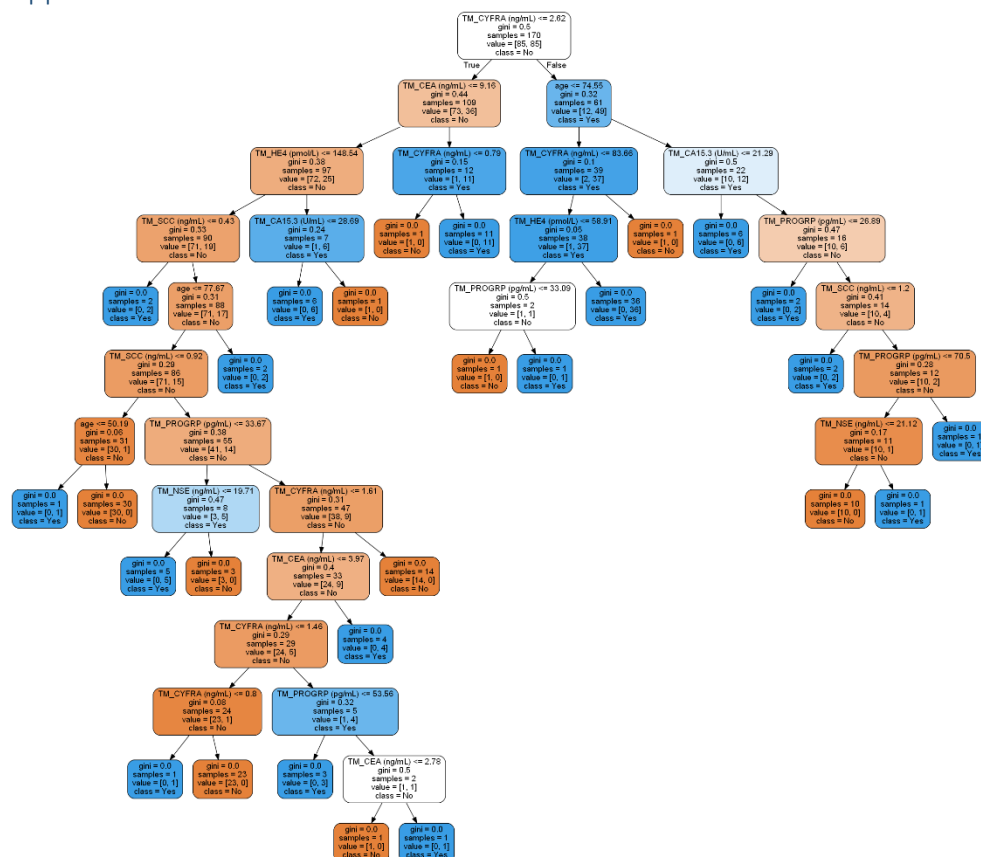 TM_CYFRA (ng/mL) <= 2.62
gini = 0.5
samples = 170
value = [85, 85]
class = No
True
False
TM_CEA (ng/mL) <= 9.16
gini = 0.44
samples = 109
value = [73, 36]
class = No
age <= 74.55
gini = 0.32
samples = 61
value = [12, 49]
class = Yes
TM_HE4 (pmol/L) <= 148.54
gini = 0.38
samples = 97
value = [72, 25]
class = No
TM_CYFRA (ng/mL) <= 0.79
gini = 0.15
samples = 12
value = [1, 11]
class = Yes
TM_CYFRA (ng/mL) <= 83.66
gini = 0.1
samples = 39
value = [2, 37]
class = Yes
TM_CA15.3 (U/mL) <= 21.29
gini = 0.5
samples = 22
value = [10, 12]
class = Yes
TM_SCC (ng/mL) <= 0.43
gini = 0.33
samples = 90
value = [71, 19]
class = No
TM_CA15.3 (U/mL) <= 28.69
gini = 0.24
samples = 7
value = [1, 6]
class = Yes
gini = 0.0
samples = 1
value = [1, 0]
class = No
gini = 0.0
samples = 11
value = [0, 11]
class = Yes
TM_HE4 (pmol/L) <= 58.91
gini = 0.05
samples = 38
value = [1, 37]
class = Yes
gini = 0.0
samples = 1
value = [1, 0]
class = No
gini = 0.0
samples = 6
value = [0, 6]
class = Yes
TM_PROGRP (pg/mL) <= 26.89
gini = 0.47
samples = 16
value = [10, 6]
class = No
gini = 0.0
samples = 2
value = [0, 2]
class = Yes
age <= 77.67
gini = 0.31
samples = 88
value = [71, 17]
class = No
gini = 0.0
samples = 6
value = [0, 6]
class = Yes
gini = 0.0
samples = 1
value = [1, 0]
class = No
TM_PROGRP (pg/mL) <= 33.09
gini = 0.5
samples = 2
value = [1, 1]
class = No
gini = 0.0
samples = 36
value = [0, 36]
class = Yes
gini = 0.0
samples = 2
value = [0, 2]
class = Yes
TM_SCC (ng/mL) <= 1.2
gini = 0.41
samples = 14
value = [10, 4]
class = No
TM_SCC (ng/mL) <= 0.92
gini = 0.29
samples = 86
value = [71, 15]
class = No
gini = 0.0
samples = 2
value = [0, 2]
class = Yes
gini = 0.0
samples = 1
value = [1, 0]
class = No
gini = 0.0
samples = 1
value = [0, 1]
class = Yes
gini = 0.0
samples = 2
value = [0, 2]
class = Yes
TM_PROGRP (pg/mL) <= 70.5
gini = 0.28
samples = 12
value = [10, 2]
class = No
age <= 50.19
gini = 0.06
samples = 31
value = [30, 1]
class = No
TM_PROGRP (pg/mL) <= 33.67
gini = 0.38
samples = 55
value = [41, 14]
class = No
TM_NSE (ng/mL) <= 21.12
gini = 0.17
samples = 11
value = [10, 1]
class = No
gini = 0.0
samples = 1
value = [0, 1]
class = Yes
gini = 0.0
samples = 1
value = [0, 1]
class = Yes
gini = 0.0
samples = 30
value = [30, 0]
class = No
TM_NSE (ng/mL) <= 19.71
gini = 0.47
samples = 8
value = [3, 5]
class = Yes
TM_CYFRA (ng/mL) <= 1.61
gini = 0.31
samples = 47
value = [38, 9]
class = No
gini = 0.0
samples = 10
value = [10, 0]
class = No
gini = 0.0
samples = 1
value = [0, 1]
class = Yes
gini = 0.0
samples = 5
value = [0, 5]
class = Yes
gini = 0.0
samples = 3
value = [3, 0]
class = No
TM_CEA (ng/mL) <= 3.97
gini = 0.4
samples = 33
value = [24, 9]
class = No
gini = 0.0
samples = 14
value = [14, 0]
class = No
TM_CYFRA (ng/mL) <= 1.46
gini = 0.29
samples = 29
value = [24, 5]
class = No
gini = 0.0
samples = 4
value = [0, 4]
class = Yes
TM_CYFRA (ng/mL) <= 0.8
gini = 0.08
samples = 24
value = [23, 1]
class = No
TM_PROGRP (pg/mL) <= 53.56
gini = 0.32
samples = 5
value = [1, 4]
class = Yes
gini = 0.0
samples = 1
value = [0, 1]
class = Yes
gini = 0.0
samples = 23
value = [23, 0]
class = No
gini = 0.0
samples = 3
value = [0, 3]
class = Yes
TM_CEA (ng/mL) <= 2.78
gini = 0.5
samples = 2
value = [1, 1]
class = No
gini = 0.0
samples = 1
value = [1, 0]
class = No
gini = 0.0
samples = 1
value = [0, 1]
class = Yes